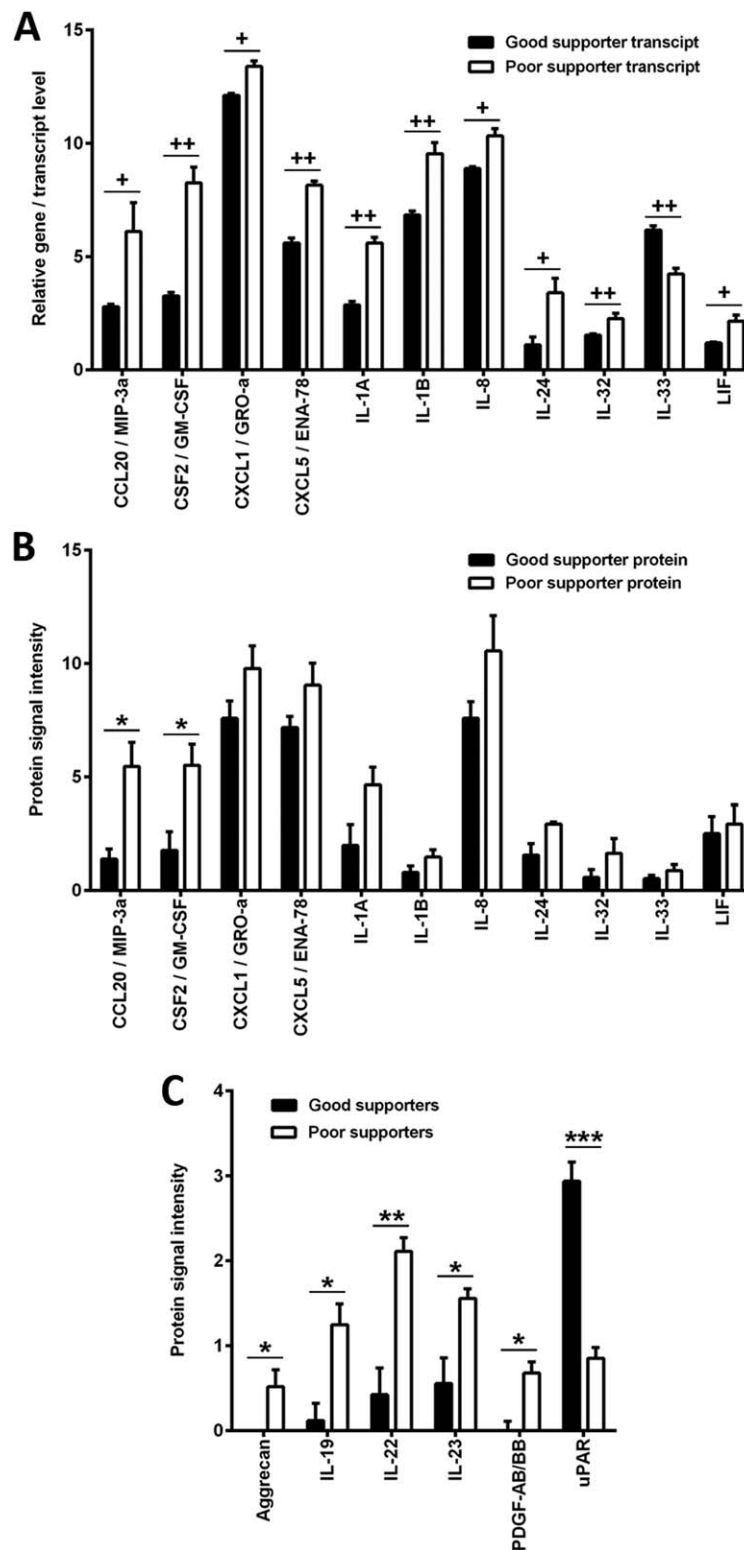 A
Relative gene / transcript level
15
10
5
0
Good supporter transcipt
Poor supporter transcript
+
++
+
++
++
++
+
+
++
++
+
CCL20 / MIP-3a
CSF2 / GM-CSF
CXCL1 / GRO-a
CXCL5 / ENA-78
IL-1A
IL-1B
IL-8
IL-24
IL-32
IL-33
LIF
B
Protein signal intensity
15
10
5
0
Good supporter protein
Poor supporter protein
*
*
CCL20 / MIP-3a
CSF2 / GM-CSF
CXCL1 / GRO-a
CXCL5 / ENA-78
IL-1A
IL-1B
IL-8
IL-24
IL-32
IL-33
LIF
C
Protein signal intensity
4
3
2
1
0
Good supporters
Poor supporters
*
*
**
*
*
***
Aggrecan
IL-19
IL-22
IL-23
PDGF-AB/BB
uPAR